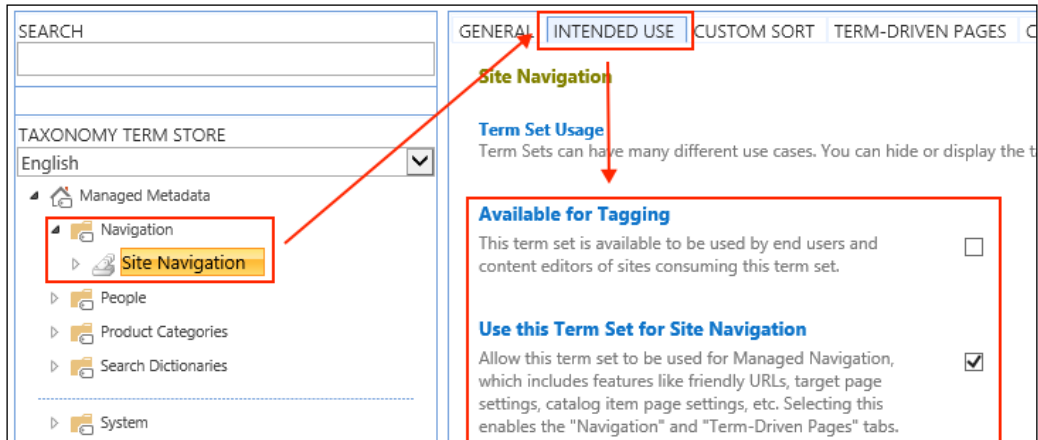 SEARCH
TAXONOMY TERM STORE
English
Managed Metadata
Navigation
Site Navigation
People
Product Categories
Search Dictionaries
System
GENERAL INTENDED USE CUSTOM SORT TERM-DRIVEN PAGES C
Site Navigation
Term Set Usage
Term Sets can have many different use cases. You can hide or display the t
Available for Tagging
This term set is available to be used by end users and
content editors of sites consuming this term set.
Use this Term Set for Site Navigation
Allow this term set to be used for Managed Navigation,
which includes features like friendly URLs, target page
settings, catalog item page settings, etc. Selecting this
enables the "Navigation" and "Term-Driven Pages" tabs.